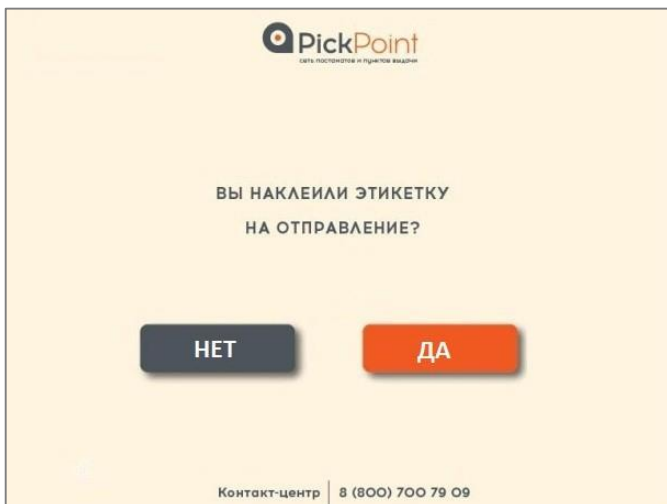 PickPoint
сеть постаматов и пунктов выдачи
ВЫ НАКЛЕИЛИ ЭТИКЕТКУ
НА ОТПРАВЛЕНИЕ?
НЕТ
ДА
Контакт-центр | 8 (800) 700 79 09